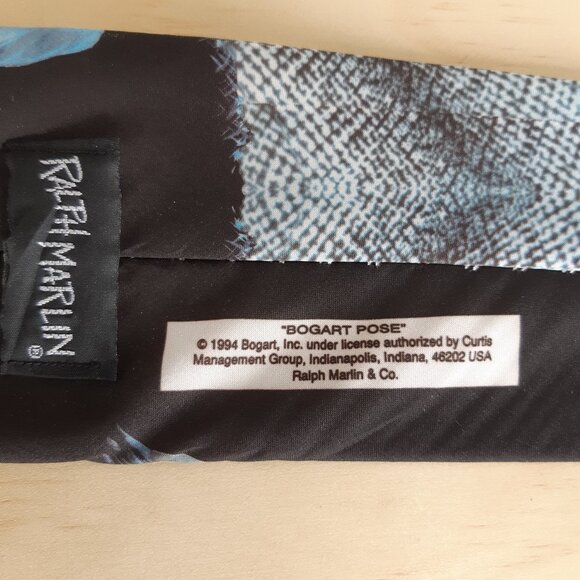 RALPH MARLIN®
"BOGART POSE"
© 1994 Bogart, Inc. under license authorized by Curtis
Management Group, Indianapolis, Indiana, 46202 USA
Ralph Marlin & Co.